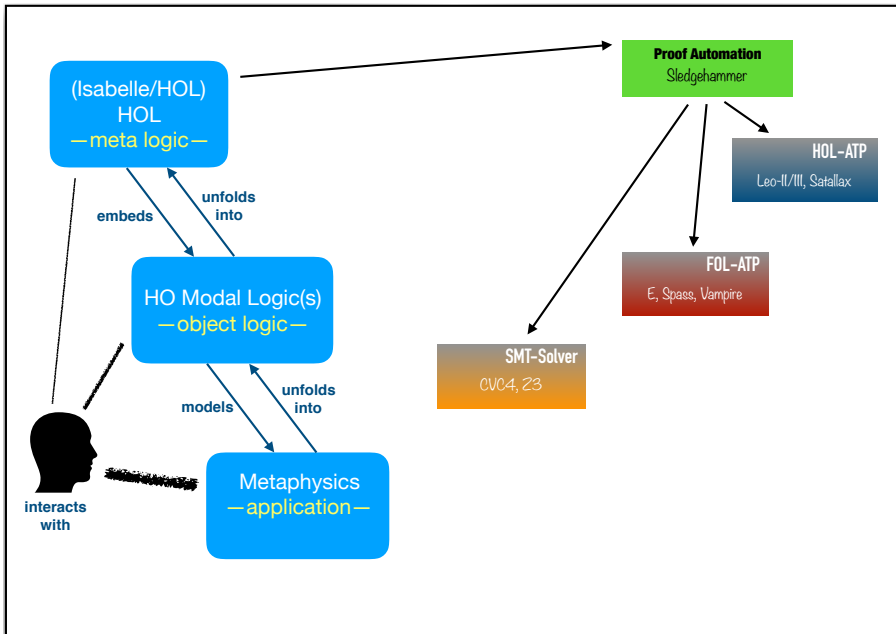 (Isabelle/HOL)
HOL
—meta logic—
Proof Automation
Sledgehammer
HOL-ATP
Leo-II/III, Satallax
embeds
unfolds
into
FOL-ATP
E, Spass, Vampire
HO Modal Logic(s)
—object logic—
SMT-Solver
CVC4, Z3
models
unfolds
into
Metaphysics
—application—
interacts
with